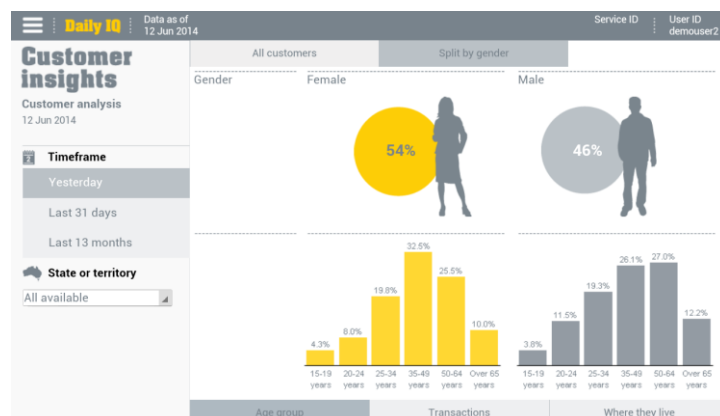 Daily IQ
Data as of
12 Jun 2014
Service ID
User ID
demouser2
Customer
insights
Customer analysis
12 Jun 2014
Timeframe
Yesterday
Last 31 days
Last 13 months
State or territory
All available
All customers
Split by gender
Gender
Female
Male
54%
46%
4.3%
8.0%
19.8%
32.5%
25.5%
10.0%
15-19 years
20-24 years
25-34 years
35-49 years
50-64 years
Over 65 years
3.8%
11.5%
19.3%
26.1%
27.0%
12.2%
15-19 years
20-24 years
25-34 years
35-49 years
50-64 years
Over 65 years
Age group
Transactions
Where they live